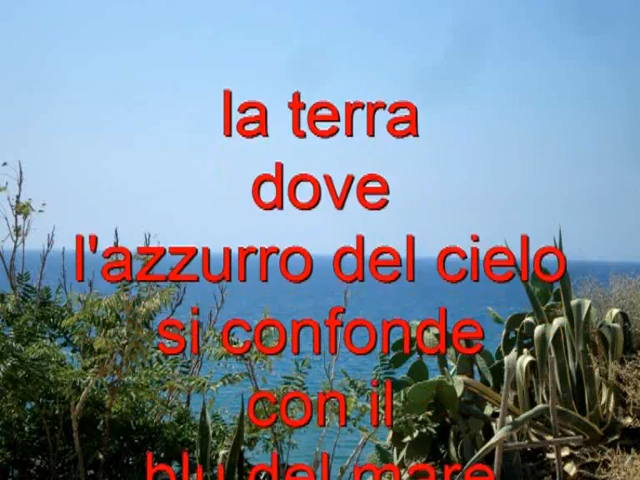 la terra
dove
l'azzurro del cielo
si confonde
con il
blu del mare